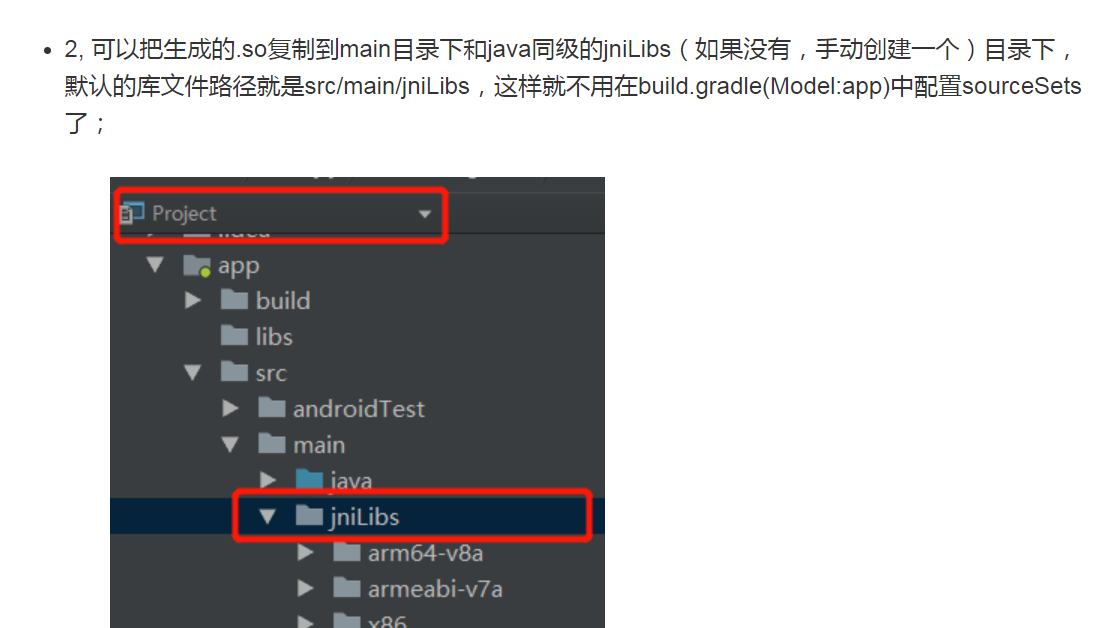 2, 可以把生成的.so复制到main目录下和java同级的jniLibs（如果没有，手动创建一个）目录下，
默认的库文件路径就是src/main/jniLibs，这样就不用在build.gradle(Model:app)中配置sourceSets
了；
Project
app
build
libs
src
androidTest
main
java
jniLibs
arm64-v8a
armeabi-v7a
x86